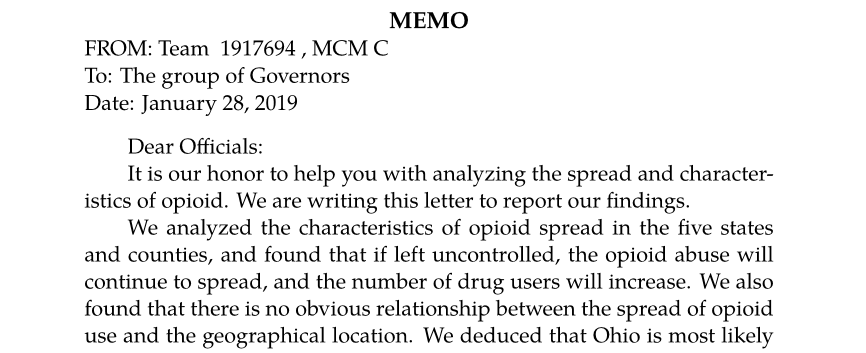 MEMO
FROM: Team 1917694 , MCM C
To: The group of Governors
Date: January 28, 2019
Dear Officials:
It is our honor to help you with analyzing the spread and character-
istics of opioid. We are writing this letter to report our findings.
We analyzed the characteristics of opioid spread in the five states
and counties, and found that if left uncontrolled, the opioid abuse will
continue to spread, and the number of drug users will increase. We also
found that there is no obvious relationship between the spread of opioid
use and the geographical location. We deduced that Ohio is most likely